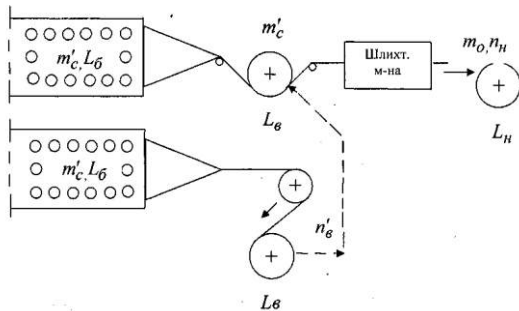 m'с, Lб
m'с
Шлихт.
м-на
mо, nн
Lв
Lн
m'с, Lб
n'в
Lв